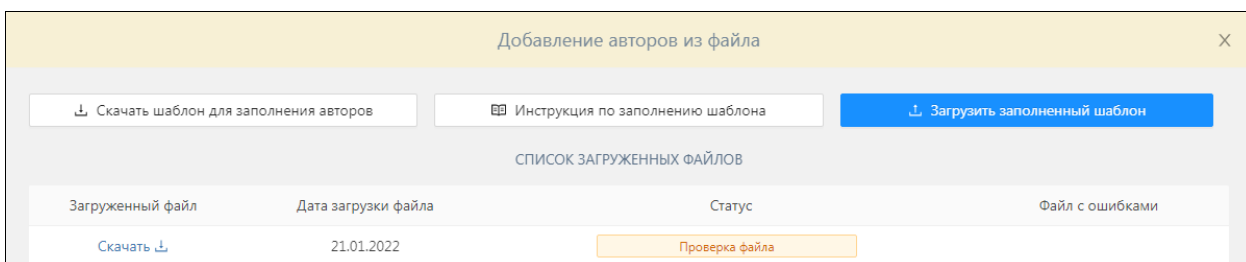 Добавление авторов из файла
Скачать шаблон для заполнения авторов Инструкция по заполнению шаблона Загрузить заполненный шаблон
СПИСОК ЗАГРУЖЕННЫХ ФАЙЛОВ
Загруженный файл Дата загрузки файла Статус Файл с ошибками
Скачать 21.01.2022 Проверка файла